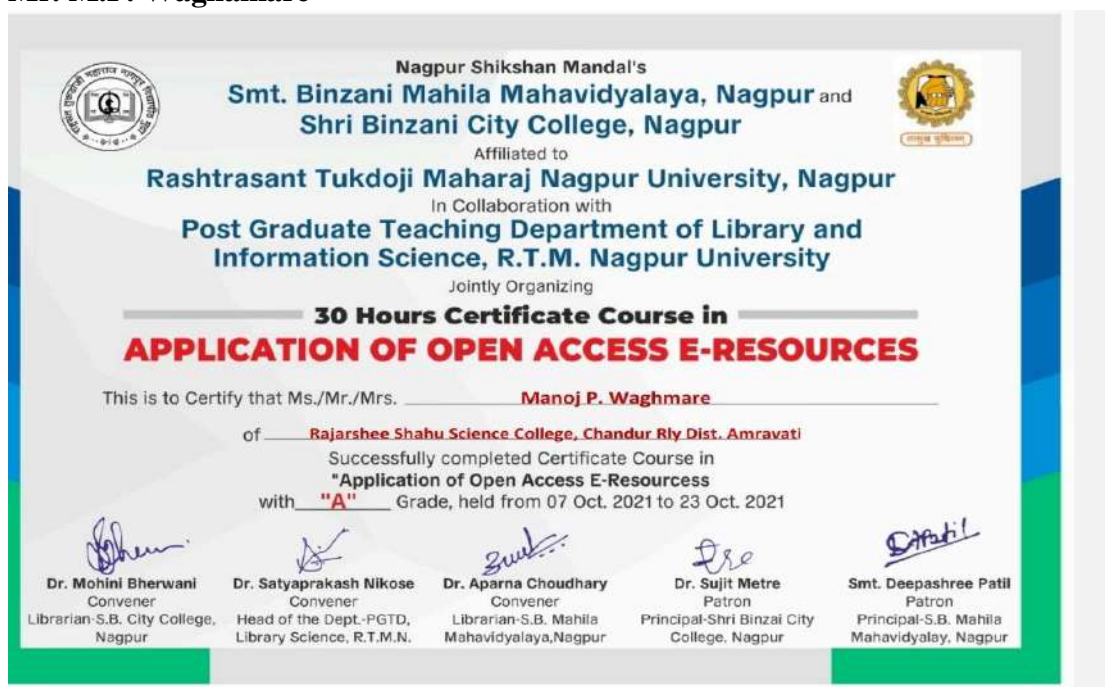 Nagpur Shikshan Mandal's
Smt. Binzani Mahila Mahavidyalaya, Nagpur and
Shri Binzani City College, Nagpur
Affiliated to
Rashtrasant Tukdoji Maharaj Nagpur University, Nagpur
In Collaboration with
Post Graduate Teaching Department of Library and
Information Science, R.T.M. Nagpur University
Jointly Organizing
30 Hours Certificate Course in
APPLICATION OF OPEN ACCESS E-RESOURCES
This is to Certify that Ms./Mr./Mrs. Manoj P. Waghmare
of Rajarshee Shahu Science College, Chandur Rly Dist. Amravati
Successfully completed Certificate Course in
"Application of Open Access E-Resourcess
with "A" Grade, held from 07 Oct. 2021 to 23 Oct. 2021
Dr. Mohini Bherwani
Convener
Librarian-S.B. City College,
Nagpur
Dr. Satyaprakash Nikose
Convener
Head of the Dept.-PGTD,
Library Science, R.T.M.N.
Dr. Aparna Choudhary
Convener
Librarian-S.B. Mahila
Mahavidyalaya,Nagpur
Dr. Sujit Metre
Patron
Principal-Shri Binzai City
College, Nagpur
Smt. Deepashree Patil
Patron
Principal-S.B. Mahila
Mahavidyalay, Nagpur